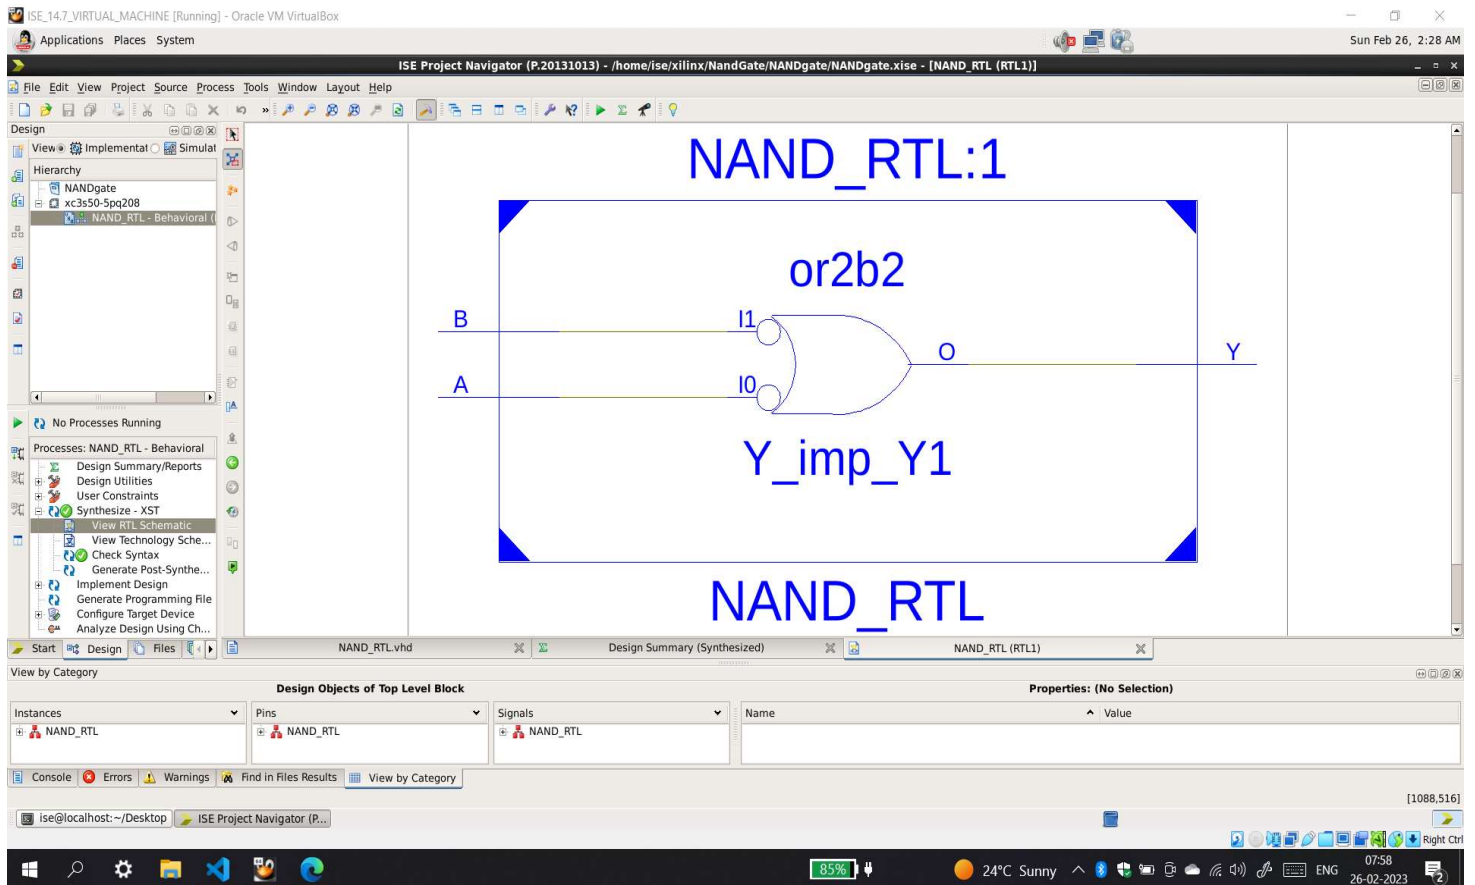 ISE_14.7_VIRTUAL_MACHINE [Running] - Oracle VM VirtualBox
Applications Places System
Sun Feb 26, 2:28 AM
ISE Project Navigator (P.20131013) - /home/ise/xilinx/NandGate/NANDgate/NANDgate.xise - [NAND_RTL (RTL1)]
File Edit View Project Source Process Tools Window Layout Help
Design
View Implementat Simulat
Hierarchy
NANDgate
xc3s50-5pq208
NAND_RTL - Behavioral (
No Processes Running
Processes: NAND_RTL - Behavioral
Design Summary/Reports
Design Utilities
User Constraints
Synthesize - XST
View RTL Schematic
View Technology Sche...
Check Syntax
Generate Post-Synthe...
Implement Design
Generate Programming File
Configure Target Device
Analyze Design Using Ch...
Start Design Files
NAND_RTL:1
or2b2
B I1
O Y
A I0
Y_imp_Y1
NAND_RTL
NAND_RTL.vhd
Design Summary (Synthesized)
NAND_RTL (RTL1)
View by Category
Design Objects of Top Level Block
Properties: (No Selection)
Instances Pins Signals Name Value
NAND_RTL NAND_RTL NAND_RTL
Console Errors Warnings Find in Files Results View by Category
[1088,516]
ise@localhost:~/Desktop ISE Project Navigator (P...
Right Ctrl
85% 24°C Sunny ENG 07:58
26-02-2023
2